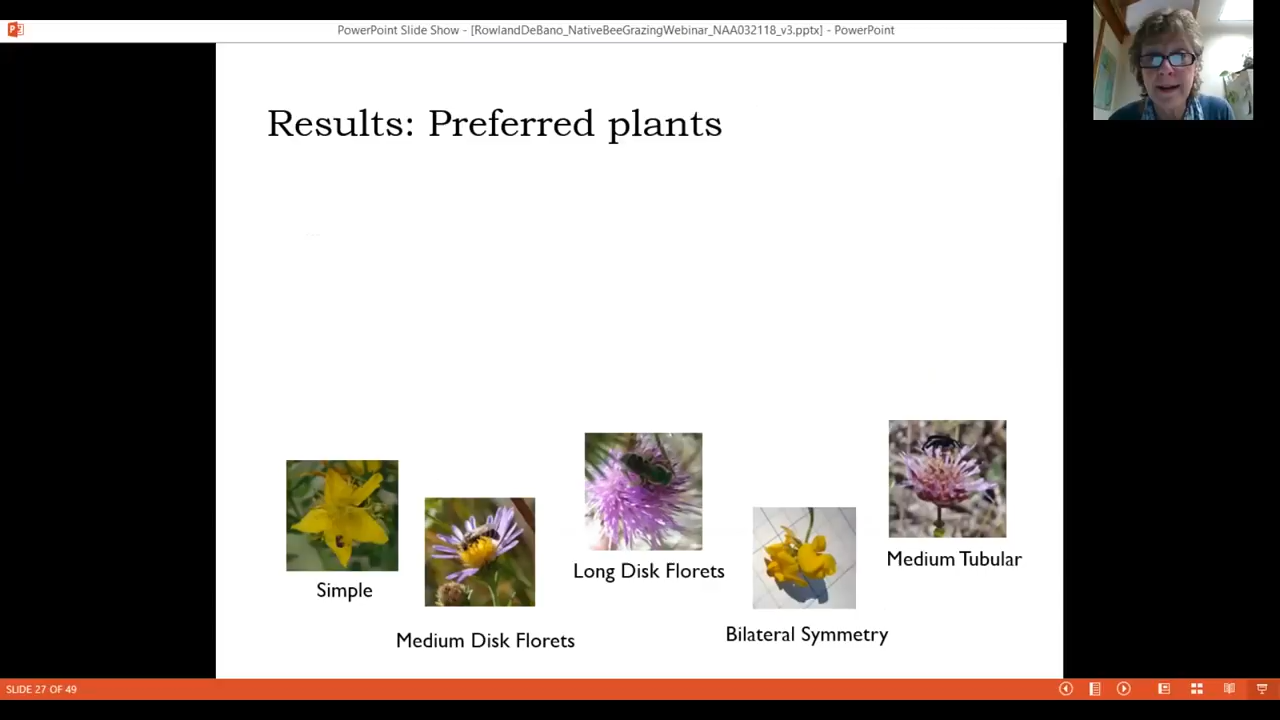 PowerPoint Slide Show - [RowlandDeBano_NativeBeeGrazingWebinar_NAA032118_v3.pptx] - PowerPoint
Results: Preferred plants
Simple
Medium Disk Florets
Long Disk Florets
Bilateral Symmetry
Medium Tubular
SLIDE 27 OF 49